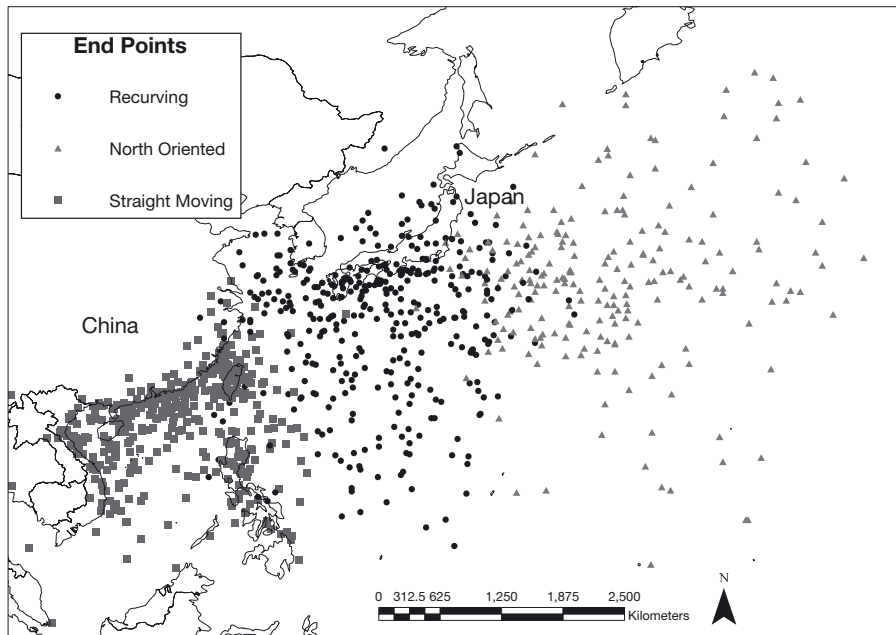 End Points
Recurving
North Oriented
Straight Moving
Japan
China
N
0 312.5 625 1,250 1,875 2,500
Kilometers